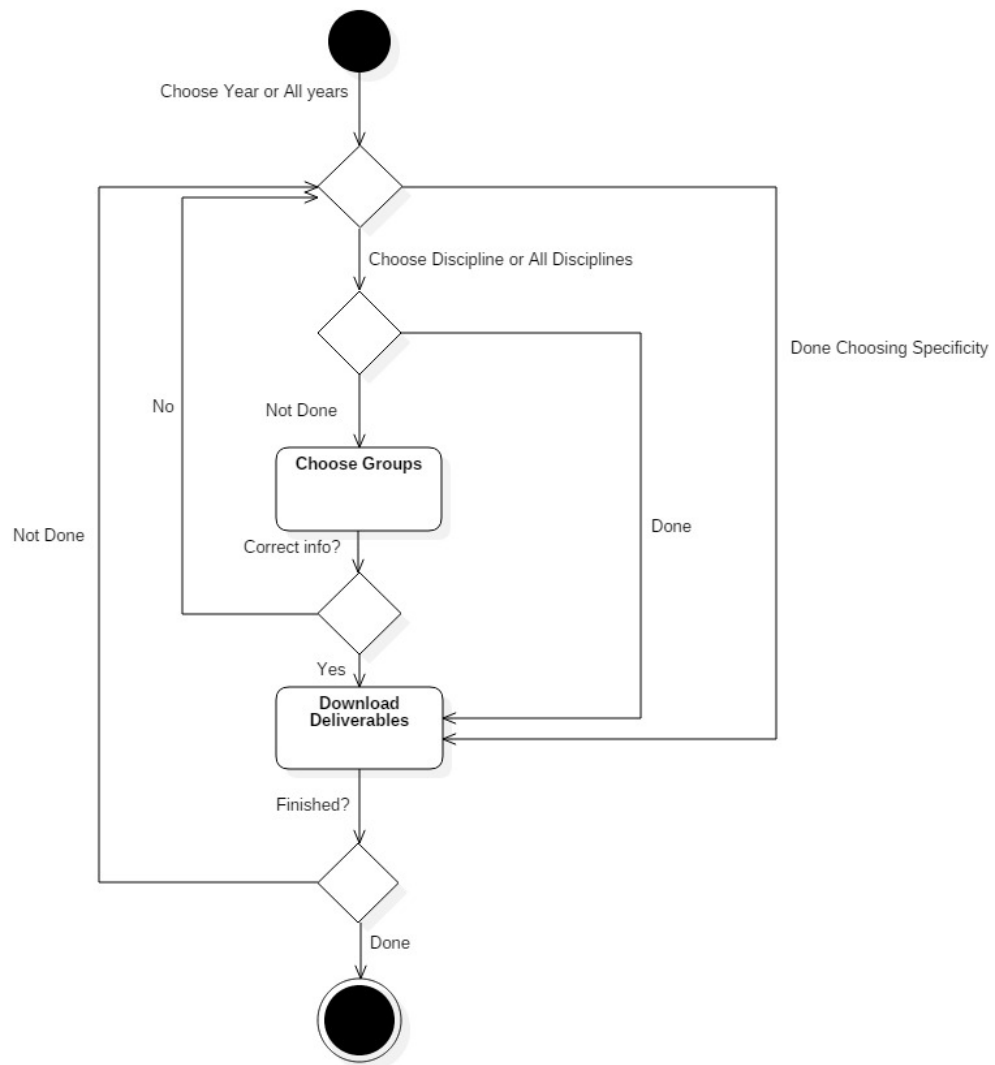 Choose Year or All years
Choose Discipline or All Disciplines
Done Choosing Specificity
No
Not Done
Choose Groups
Not Done
Done
Correct info?
Yes
Download
Deliverables
Finished?
Done